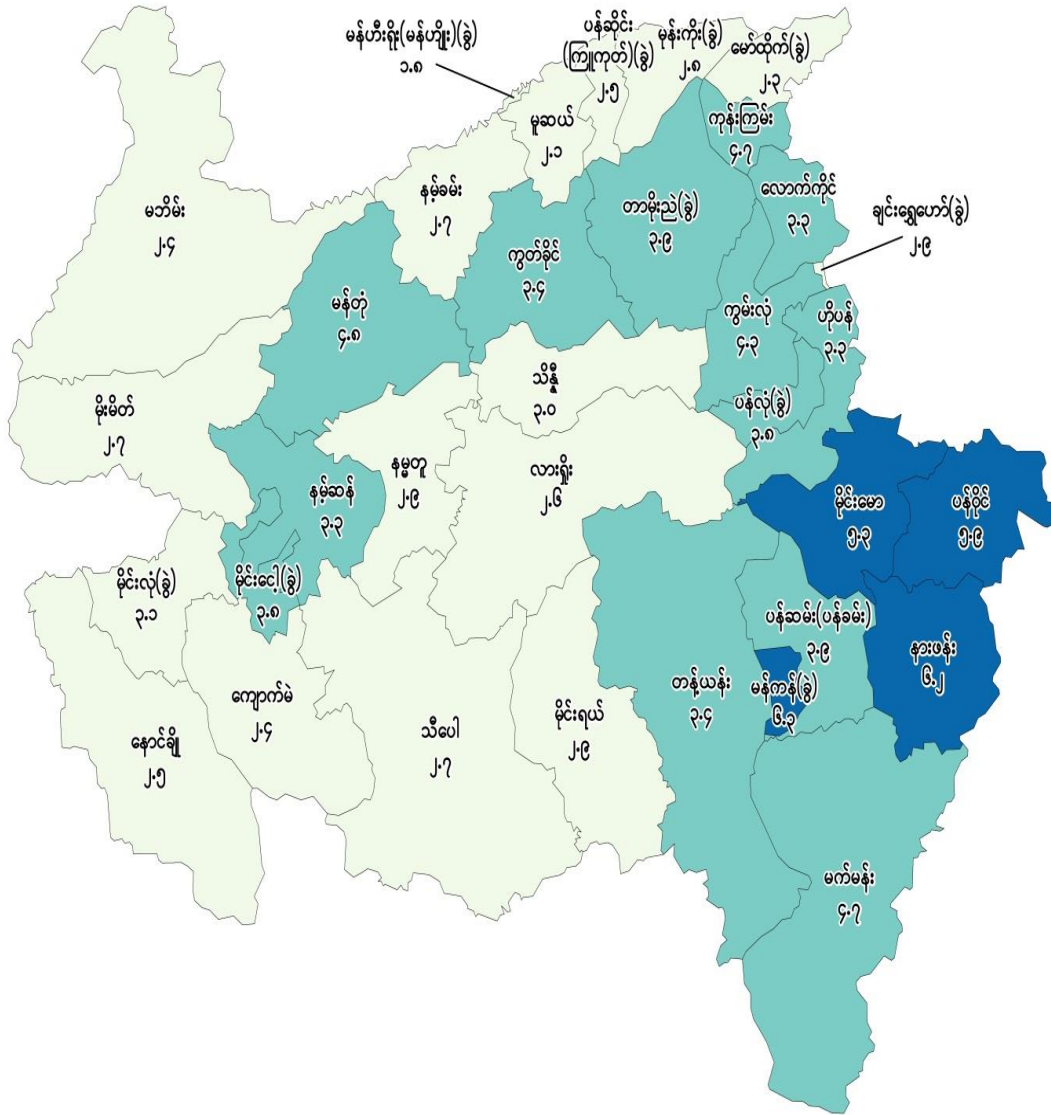 မန်ဟီးရိုး(မန်ဟျိုး)(ခွဲ)
၁.၈
ပန်ဆိုင်း
(ကြူကုတ်)(ခွဲ)
၂.၅
မုန်းကိုး(ခွဲ)
၂.၈
မော်ထိုက်(ခွဲ)
၂.၃
မူဆယ်
၂.၁
ကုန်းကြမ်း
၄.၇
မဘိမ်း
၂.၄
နမ့်ခမ်း
၂.၇
တာမိုးညဲ(ခွဲ)
၃.၉
လောက်ကိုင်
၃.၃
ချင်းရွှေဟော်(ခွဲ)
၂.၉
ကွတ်ခိုင်
၃.၄
မန်တုံ
၄.၈
ကွမ်းလုံ
၄.၃
ဟိုပန်
၃.၃
သိန္နီ
၃.၀
ပန်လုံ(ခွဲ)
၃.၈
မိုးမိတ်
၂.၇
နမ္မတူ
၂.၉
လားရှိုး
၂.၆
နမ့်ဆန်
၃.၃
မိုင်းမော
၅.၃
ပန်ဝိုင်
၅.၉
မိုင်းလုံ(ခွဲ)
၃.၁
မိုင်းငေါ့(ခွဲ)
၃.၈
ပန်ဆမ်း(ပန်ခမ်း)
၃.၉
နားဖန်း
၆.၂
ကျောက်မဲ
၂.၄
တန့်ယန်း
၃.၄
မန်ကန်(ခွဲ)
၆.၃
နောင်ချို
၂.၅
သီပေါ
၂.၇
မိုင်းရယ်
၂.၉
မက်မန်း
၄.၇